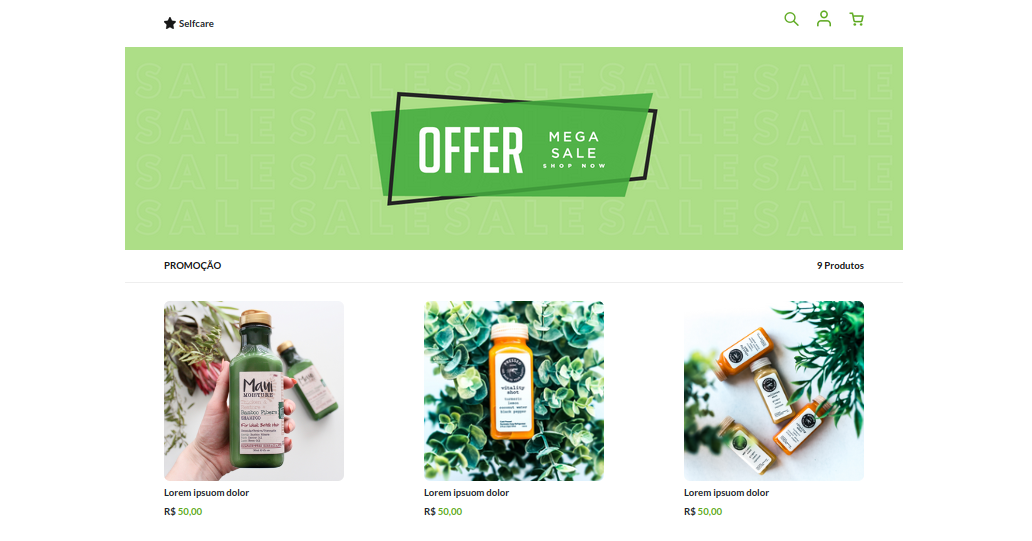 Selfcare
SALE SALE SALE SALE SALE SALE
SALE SALE SALE SALE SALE SALE
SALE SALE SALE SALE SALE SALE
SALE SALE SALE SALE SALE SALE
OFFER
MEGA
SALE
SHOP NOW
PROMOÇÃO
9 Produtos
Maui
MOISTURE
Bamboo Fibers
SHAMPOO
vitality
shot
turmeric
lemon
coconut water
black pepper
Lorem ipsuom dolor
R$ 50,00
Lorem ipsuom dolor
R$ 50,00
Lorem ipsuom dolor
R$ 50,00